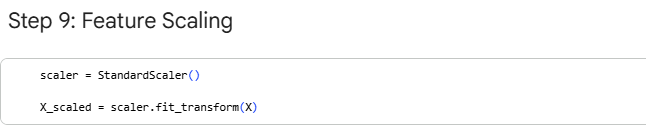 Step 9: Feature Scaling
scaler = StandardScaler()
X_scaled = scaler.fit_transform(X)